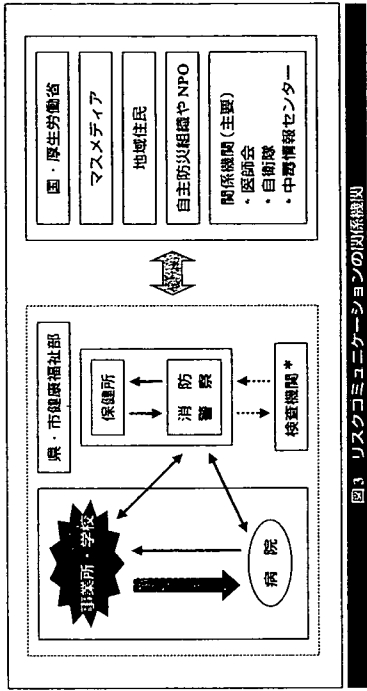 県・市健康福祉部
事業所・学校
病院
保健所
消防
警察
検査機関*
国・厚生労働省
マスメディア
地域住民
自主防災組織や NPO
関係機関（主要）
・医師会
・自衛隊
・中毒情報センター
図3 リスクコミュニケーションの関係機関